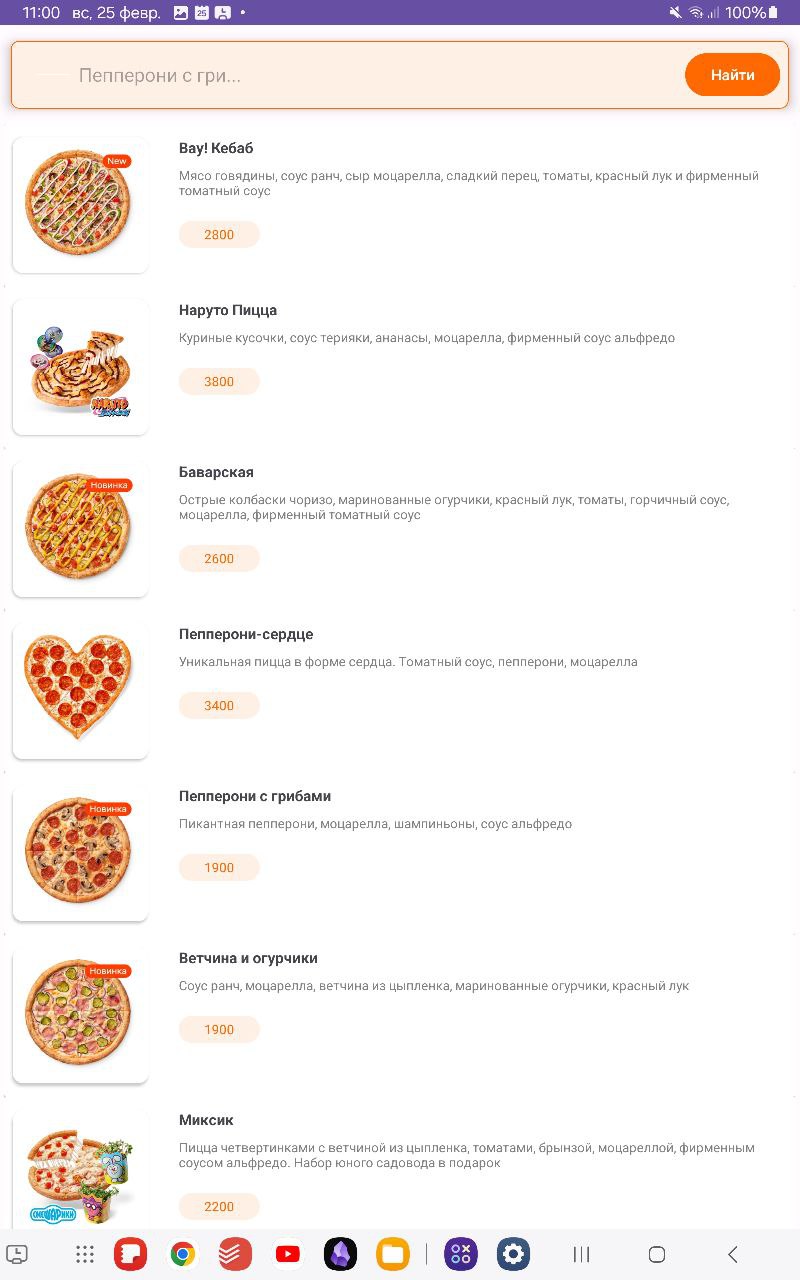 11:00 вс, 25 февр.
25
100%
Пепперони с гри...
Найти
New
Вау! Кебаб
Мясо говядины, соус ранч, сыр моцарелла, сладкий перец, томаты, красный лук и фирменный
томатный соус
2800
Наруто Пицца
Куриные кусочки, соус терияки, ананасы, моцарелла, фирменный соус альфредо
3800
NARUTO
Новинка
Баварская
Острые колбаски чоризо, маринованные огурчики, красный лук, томаты, горчичный соус,
моцарелла, фирменный томатный соус
2600
Пепперони-сердце
Уникальная пицца в форме сердца. Томатный соус, пепперони, моцарелла
3400
Новинка
Пепперони с грибами
Пикантная пепперони, моцарелла, шампиньоны, соус альфредо
1900
Новинка
Ветчина и огурчики
Соус ранч, моцарелла, ветчина из цыпленка, маринованные огурчики, красный лук
1900
Миксик
Пицца четвертинками с ветчиной из цыпленка, томатами, брынзой, моцареллой, фирменным
соусом альфредо. Набор юного садовода в подарок
2200
СМЕШАРИКИ